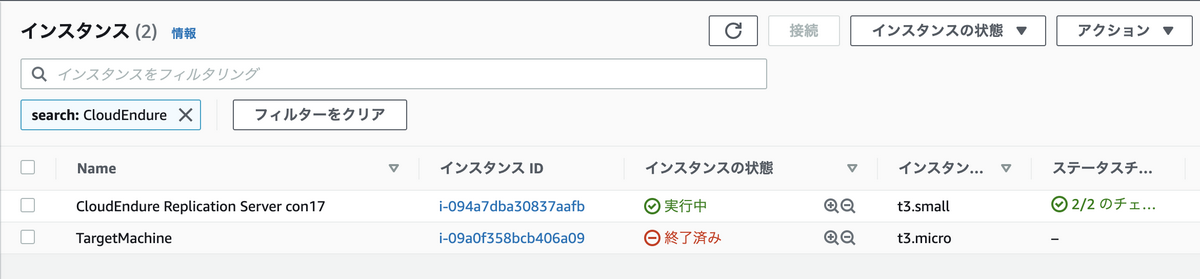 インスタンス (2) 情報 接続 インスタンスの状態 アクション
インスタンスをフィルタリング
search: CloudEndure フィルターをクリア
Name インスタンス ID インスタンスの状態 インスタン... ステータスチ...
CloudEndure Replication Server con17 i-094a7dba30837aafb 実行中 t3.small 2/2 のチェ...
TargetMachine i-09a0f358bcb406a09 終了済み t3.micro –